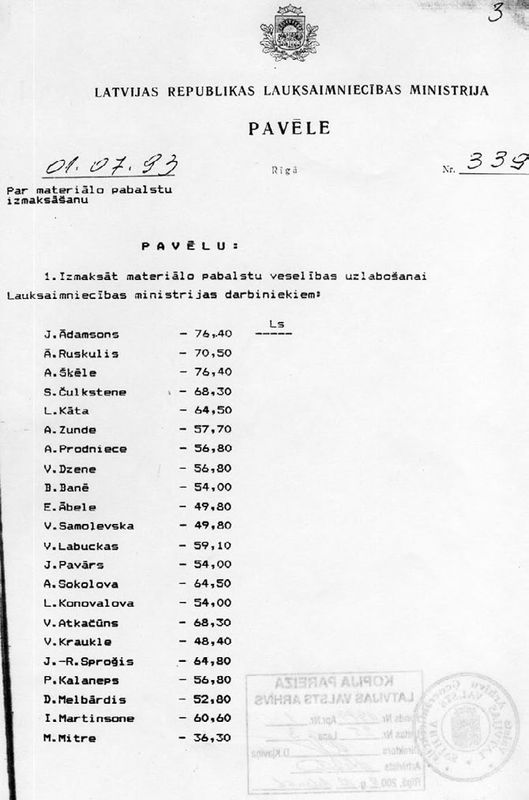 3
LATVIJAS REPUBLIKAS LAUKSAIMNIECĪBAS MINISTRIJA
PAVĒLE
01.07.93 Rīgā Nr. 339
Par materiālo pabalstu
izmaksāšanu
PAVĒLU:
1.Izmaksāt materiālo pabalstu veselības uzlabošanai
Lauksaimniecības ministrijas darbiniekiem:
Ls
J.Ādamsons - 76,40
Ā.Ruskulis - 70,50
A.Šķēle - 76,40
S.Čulkstene - 68,30
L.Kāta - 64,50
A.Zunde - 57,70
A.Prodniece - 56,80
V.Dzene - 56,80
B.Banē - 54,00
E.Ābele - 49,80
V.Samolevska - 49,80
V.Labuckas - 59,10
J.Pavārs - 54,00
A.Sokolova - 64,50
L.Konovalova - 54,00
V.Atkačūns - 68,30
V.Kraukle - 48,40
J.-R.Sproģis - 64,80
P.Kalaneps - 56,80
D.Melbārdis - 52,80
I.Martinsone - 60,60
M.Mitre - 36,30
KOPIJA PAREIZA
LATVIJAS VALSTS ARHĪVS